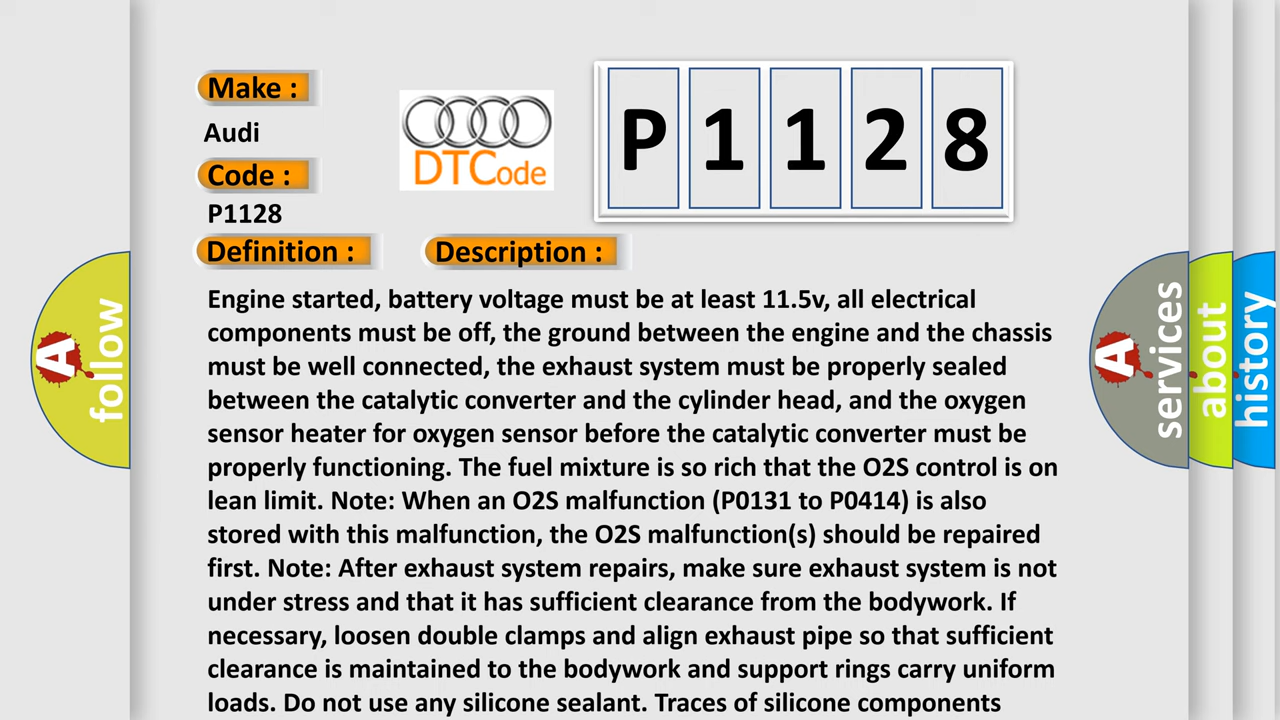 Make :
Audi
Code :
P1128
DTCode
P1128
Definition :
Description :
Engine started, battery voltage must be at least 11.5v, all electrical
components must be off, the ground between the engine and the chassis
must be well connected, the exhaust system must be properly sealed
between the catalytic converter and the cylinder head, and the oxygen
sensor heater for oxygen sensor before the catalytic converter must be
properly functioning. The fuel mixture is so rich that the O2S control is on
lean limit. Note: When an O2S malfunction (P0131 to P0414) is also
stored with this malfunction, the O2S malfunction(s) should be repaired
first. Note: After exhaust system repairs, make sure exhaust system is not
under stress and that it has sufficient clearance from the bodywork. If
necessary, loosen double clamps and align exhaust pipe so that sufficient
clearance is maintained to the bodywork and support rings carry uniform
loads. Do not use any silicone sealant. Traces of silicone components
A
follow
A
services
about
history